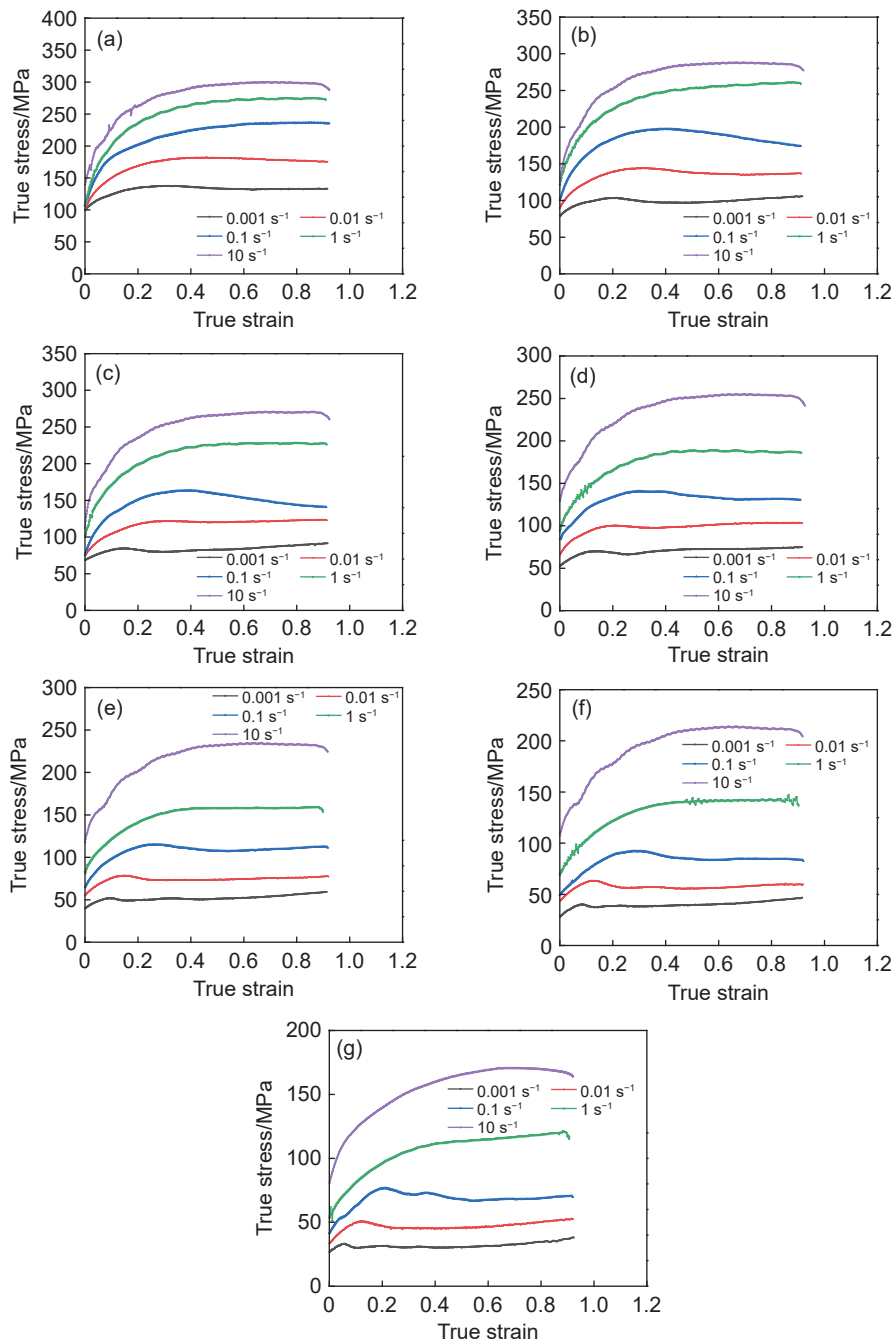 (a)
True stress/MPa
400
350
300
250
200
150
100
50
0
0.001 s⁻¹ 0.01 s⁻¹
0.1 s⁻¹ 1 s⁻¹
10 s⁻¹
0 0.2 0.4 0.6 0.8 1.0 1.2
True strain
(b)
True stress/MPa
350
300
250
200
150
100
50
0
0.001 s⁻¹ 0.01 s⁻¹
0.1 s⁻¹ 1 s⁻¹
10 s⁻¹
0 0.2 0.4 0.6 0.8 1.0 1.2
True strain
(c)
True stress/MPa
350
300
250
200
150
100
50
0
0.001 s⁻¹ 0.01 s⁻¹
0.1 s⁻¹ 1 s⁻¹
10 s⁻¹
0 0.2 0.4 0.6 0.8 1.0 1.2
True strain
(d)
True stress/MPa
300
250
200
150
100
50
0
0.001 s⁻¹ 0.01 s⁻¹
0.1 s⁻¹ 1 s⁻¹
10 s⁻¹
0 0.2 0.4 0.6 0.8 1.0 1.2
True strain
(e)
True stress/MPa
300
250
200
150
100
50
0
0.001 s⁻¹ 0.01 s⁻¹
0.1 s⁻¹ 1 s⁻¹
10 s⁻¹
0 0.2 0.4 0.6 0.8 1.0 1.2
True strain
(f)
True stress/MPa
250
200
150
100
50
0
0.001 s⁻¹ 0.01 s⁻¹
0.1 s⁻¹ 1 s⁻¹
10 s⁻¹
0 0.2 0.4 0.6 0.8 1.0 1.2
True strain
(g)
True stress/MPa
200
150
100
50
0
0.001 s⁻¹ 0.01 s⁻¹
0.1 s⁻¹ 1 s⁻¹
10 s⁻¹
0 0.2 0.4 0.6 0.8 1.0 1.2
True strain